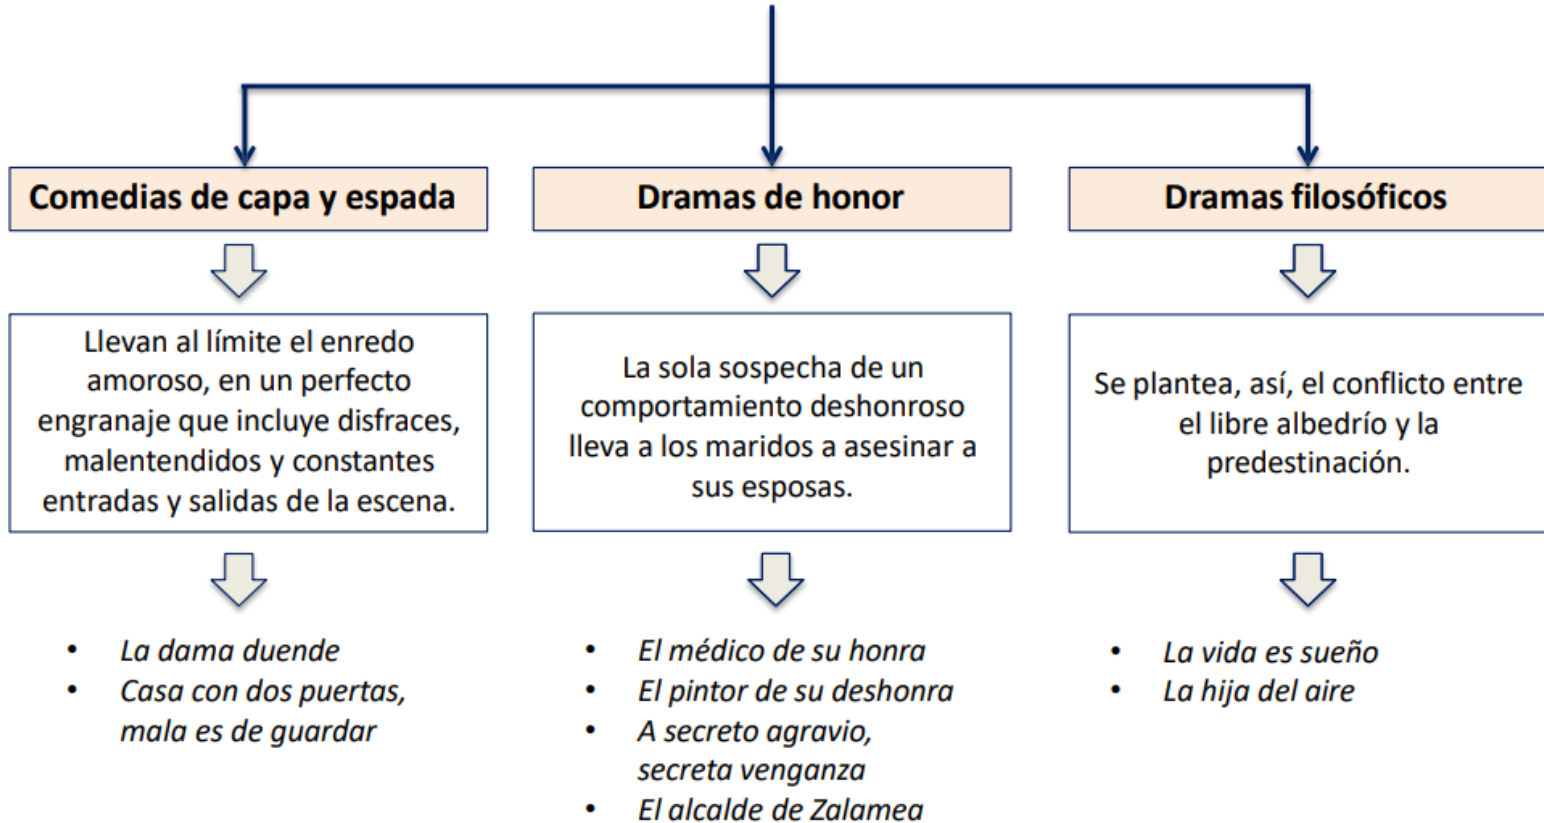 Comedias de capa y espada
Llevan al límite el enredo
amoroso, en un perfecto
engranaje que incluye disfraces,
malentendidos y constantes
entradas y salidas de la escena.
• La dama duende
• Casa con dos puertas,
mala es de guardar
Dramas de honor
La sola sospecha de un
comportamiento deshonroso
lleva a los maridos a asesinar a
sus esposas.
• El médico de su honra
• El pintor de su deshonra
• A secreto agravio,
secreta venganza
• El alcalde de Zalamea
Dramas filosóficos
Se plantea, así, el conflicto entre
el libre albedrío y la
predestinación.
• La vida es sueño
• La hija del aire